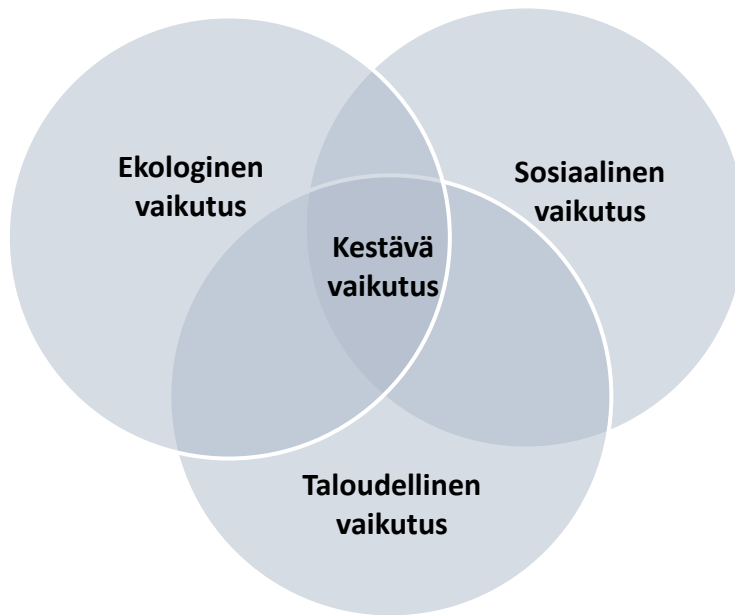 Ekologinen
vaikutus
Sosiaalinen
vaikutus
Kestävä
vaikutus
Taloudellinen
vaikutus